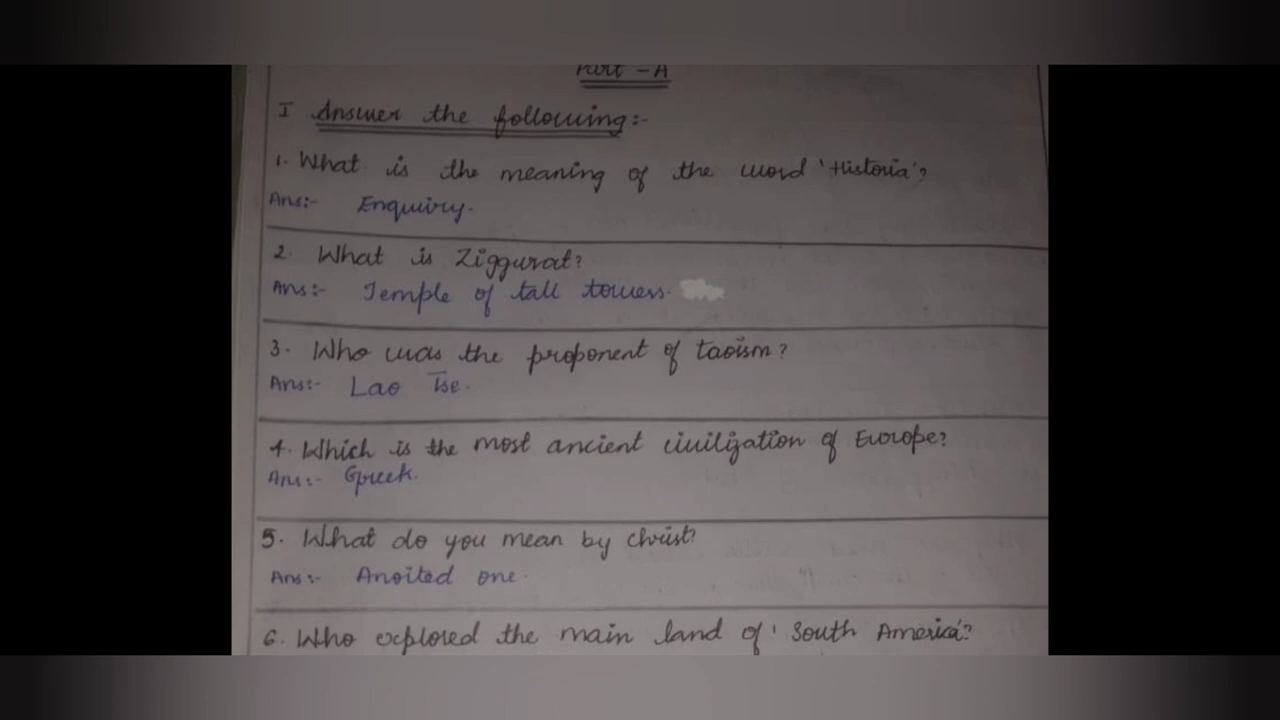 Part - A
I Answer the following:-
1. What is the meaning of the word 'Historia'?
Ans:- Enquiry.
2. What is Ziggurat?
Ans:- Temple of tall towers.
3. Who was the proponent of taoism?
Ans:- Lao Tse.
4. Which is the most ancient civilization of Europe?
Ans:- Greek.
5. What do you mean by christ?
Ans:- Anoited one.
6. Who explored the main land of 'South America'?